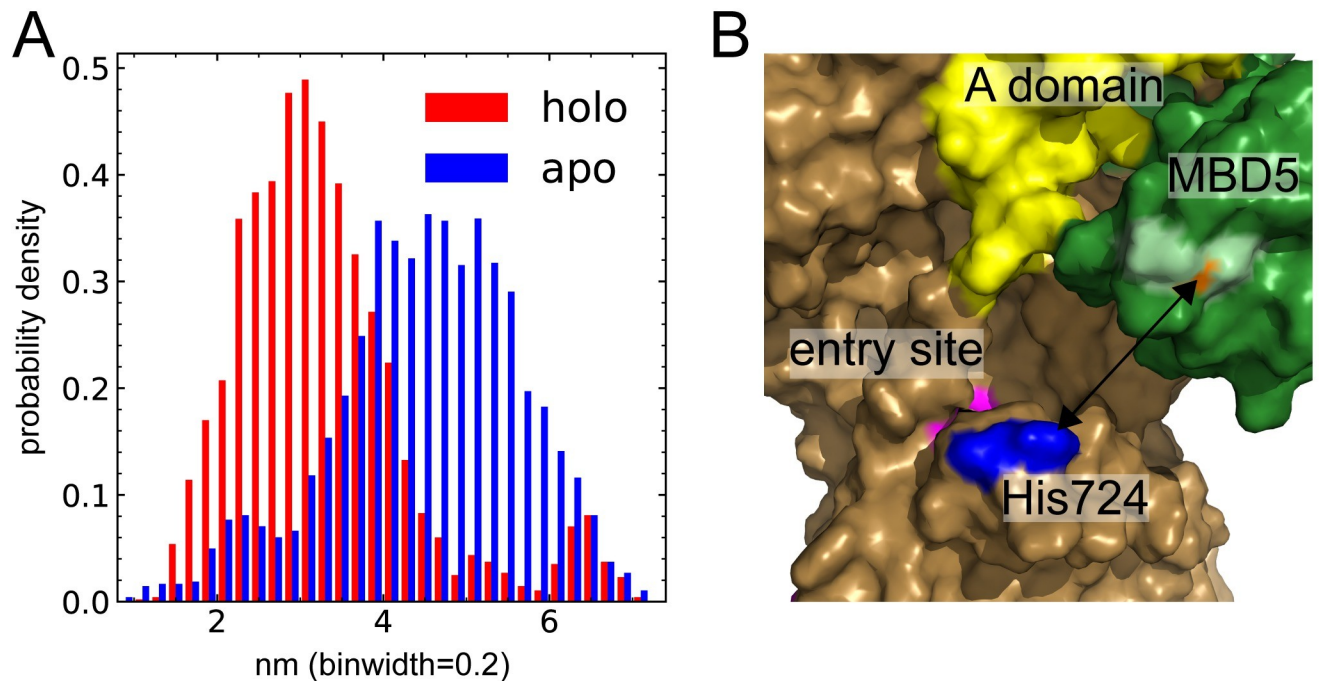 A
probability density
0.5
0.4
0.3
0.2
0.1
0.0
holo
apo
2 4 6
nm (binwidth=0.2)
B
A domain
MBD5
entry site
His724